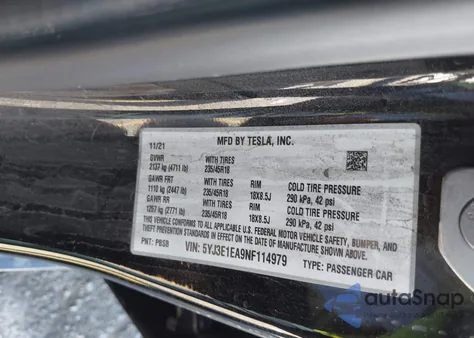 MFD BY TESLA, INC.
11/21
GVWR WITH TIRES
2137 kg (4711 lb) 235/45R18
GAWR FRT WITH TIRES RIM COLD TIRE PRESSURE
1110 kg (2447 lb) 235/45R18 18X8.5J 290 kPa, 42 psi
GAWR RR WITH TIRES RIM COLD TIRE PRESSURE
1257 kg (2771 lb) 235/45R18 18X8.5J 290 kPa, 42 psi
THIS VEHICLE CONFORMS TO ALL APPLICABLE
U.S. FEDERAL MOTOR VEHICLE SAFETY, BUMPER, AND
THEFT PREVENTION STANDARDS IN EFFECT ON THE
DATE OF MANUFACTURE SHOWN ABOVE.
PNT: PBSB VIN: 5YJ3E1EA9NF114979 TYPE: PASSENGER CAR
autoSnap